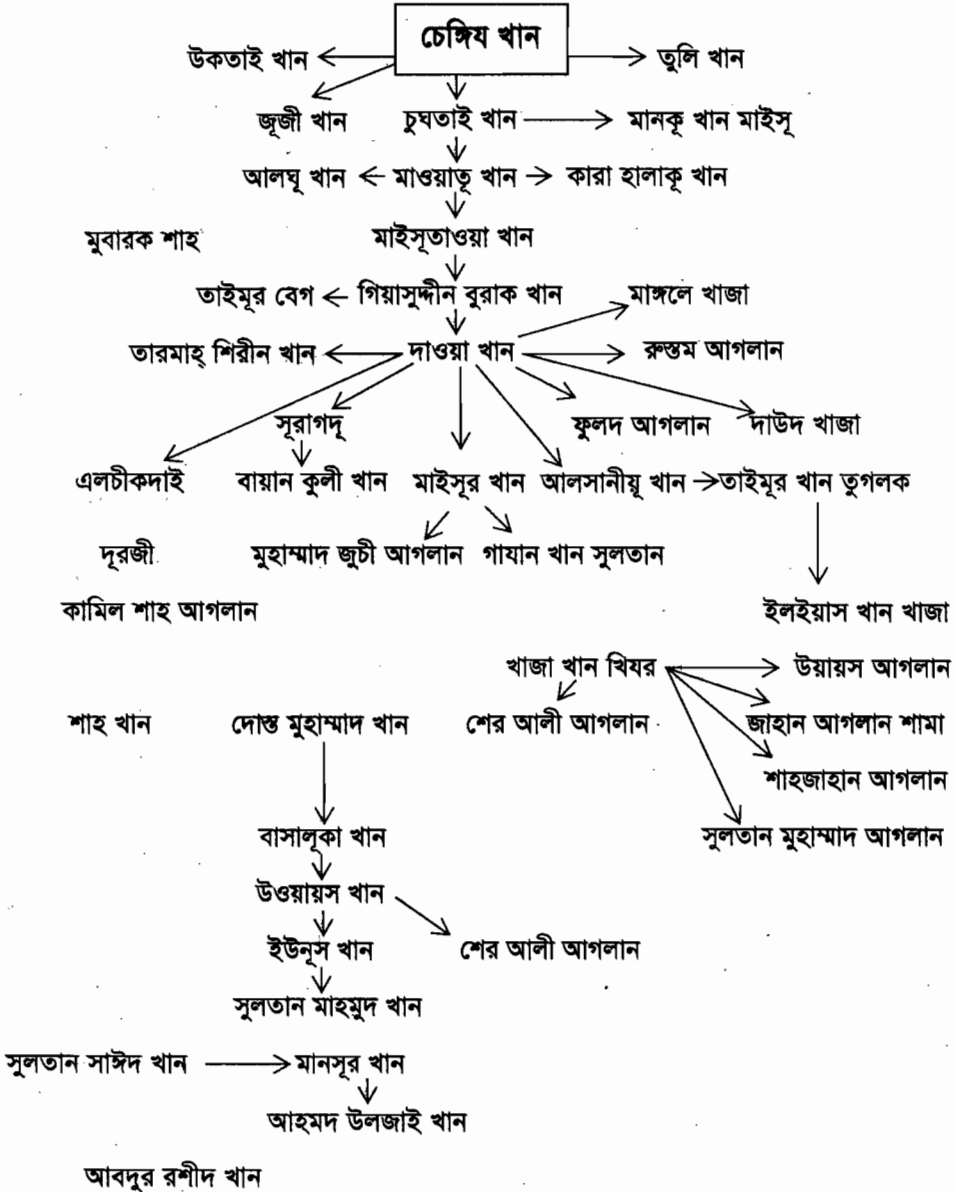 চেঙ্গিয খান
উকতাই খান তুলি খান
জূজী খান চুঘতাই খান মানকূ খান মাইসূ
আলঘূ খান মাওয়াতূ খান কারা হালাকূ খান
মুবারক শাহ মাইসূতাওয়া খান
তাইমূর বেগ গিয়াসুদ্দীন বুরাক খান মাঙ্গলে খাজা
তারমাহ্ শিরীন খান দাওয়া খান রুস্তম আগলান
সূরাগদূ ফুলদ আগলান দাউদ খাজা
এলচীকদাই বায়ান কুলী খান মাইসূর খান আলসানীয়ূ খান তাইমূর খান তুগলক
দূরজী মুহাম্মাদ জুচী আগলান গাযান খান সুলতান
কামিল শাহ আগলান ইলইয়াস খান খাজা
খাজা খান খিযর উয়ায়স আগলান
শাহ খান দোস্ত মুহাম্মাদ খান শের আলী আগলান জাহান আগলান শামা
শাহজাহান আগলান
বাসালূকা খান সুলতান মুহাম্মাদ আগলান
উওয়ায়স খান
ইউনূস খান শের আলী আগলান
সুলতান মাহমুদ খান
সুলতান সাঈদ খান মানসূর খান
আহমদ উলজাই খান
আবদুর রশীদ খান